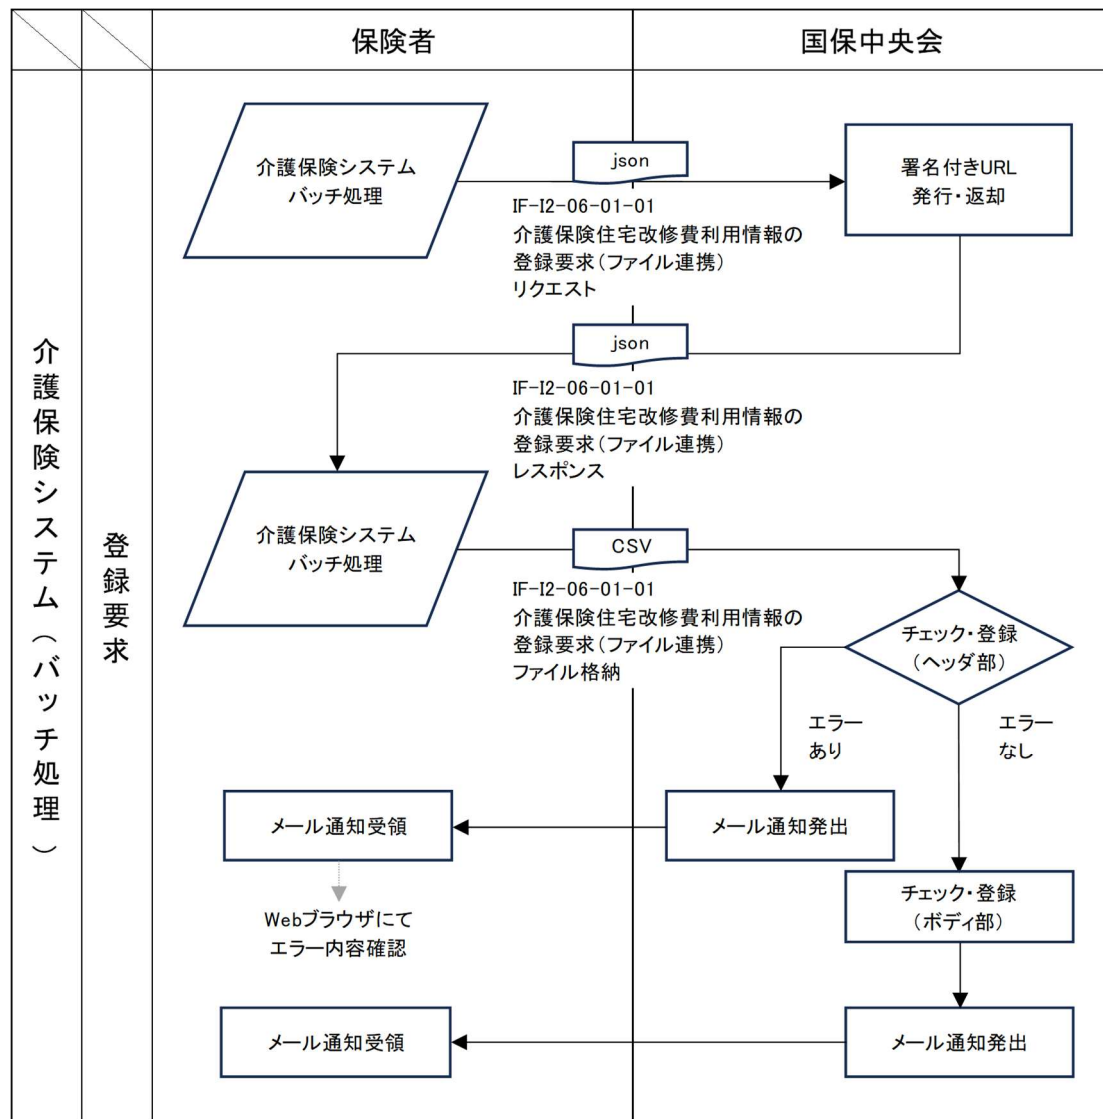 保険者
国保中央会
介護保険システム（バッチ処理）
登録要求
介護保険システム
バッチ処理
json
署名付きURL
発行・返却
IF-I2-06-01-01
介護保険住宅改修費利用情報の
登録要求（ファイル連携）
リクエスト
json
IF-I2-06-01-01
介護保険住宅改修費利用情報の
登録要求（ファイル連携）
レスポンス
介護保険システム
バッチ処理
CSV
IF-I2-06-01-01
介護保険住宅改修費利用情報の
登録要求（ファイル連携）
ファイル格納
チェック・登録
（ヘッダ部）
エラー
あり
エラー
なし
メール通知受領
メール通知発出
Webブラウザにて
エラー内容確認
チェック・登録
（ボディ部）
メール通知受領
メール通知発出